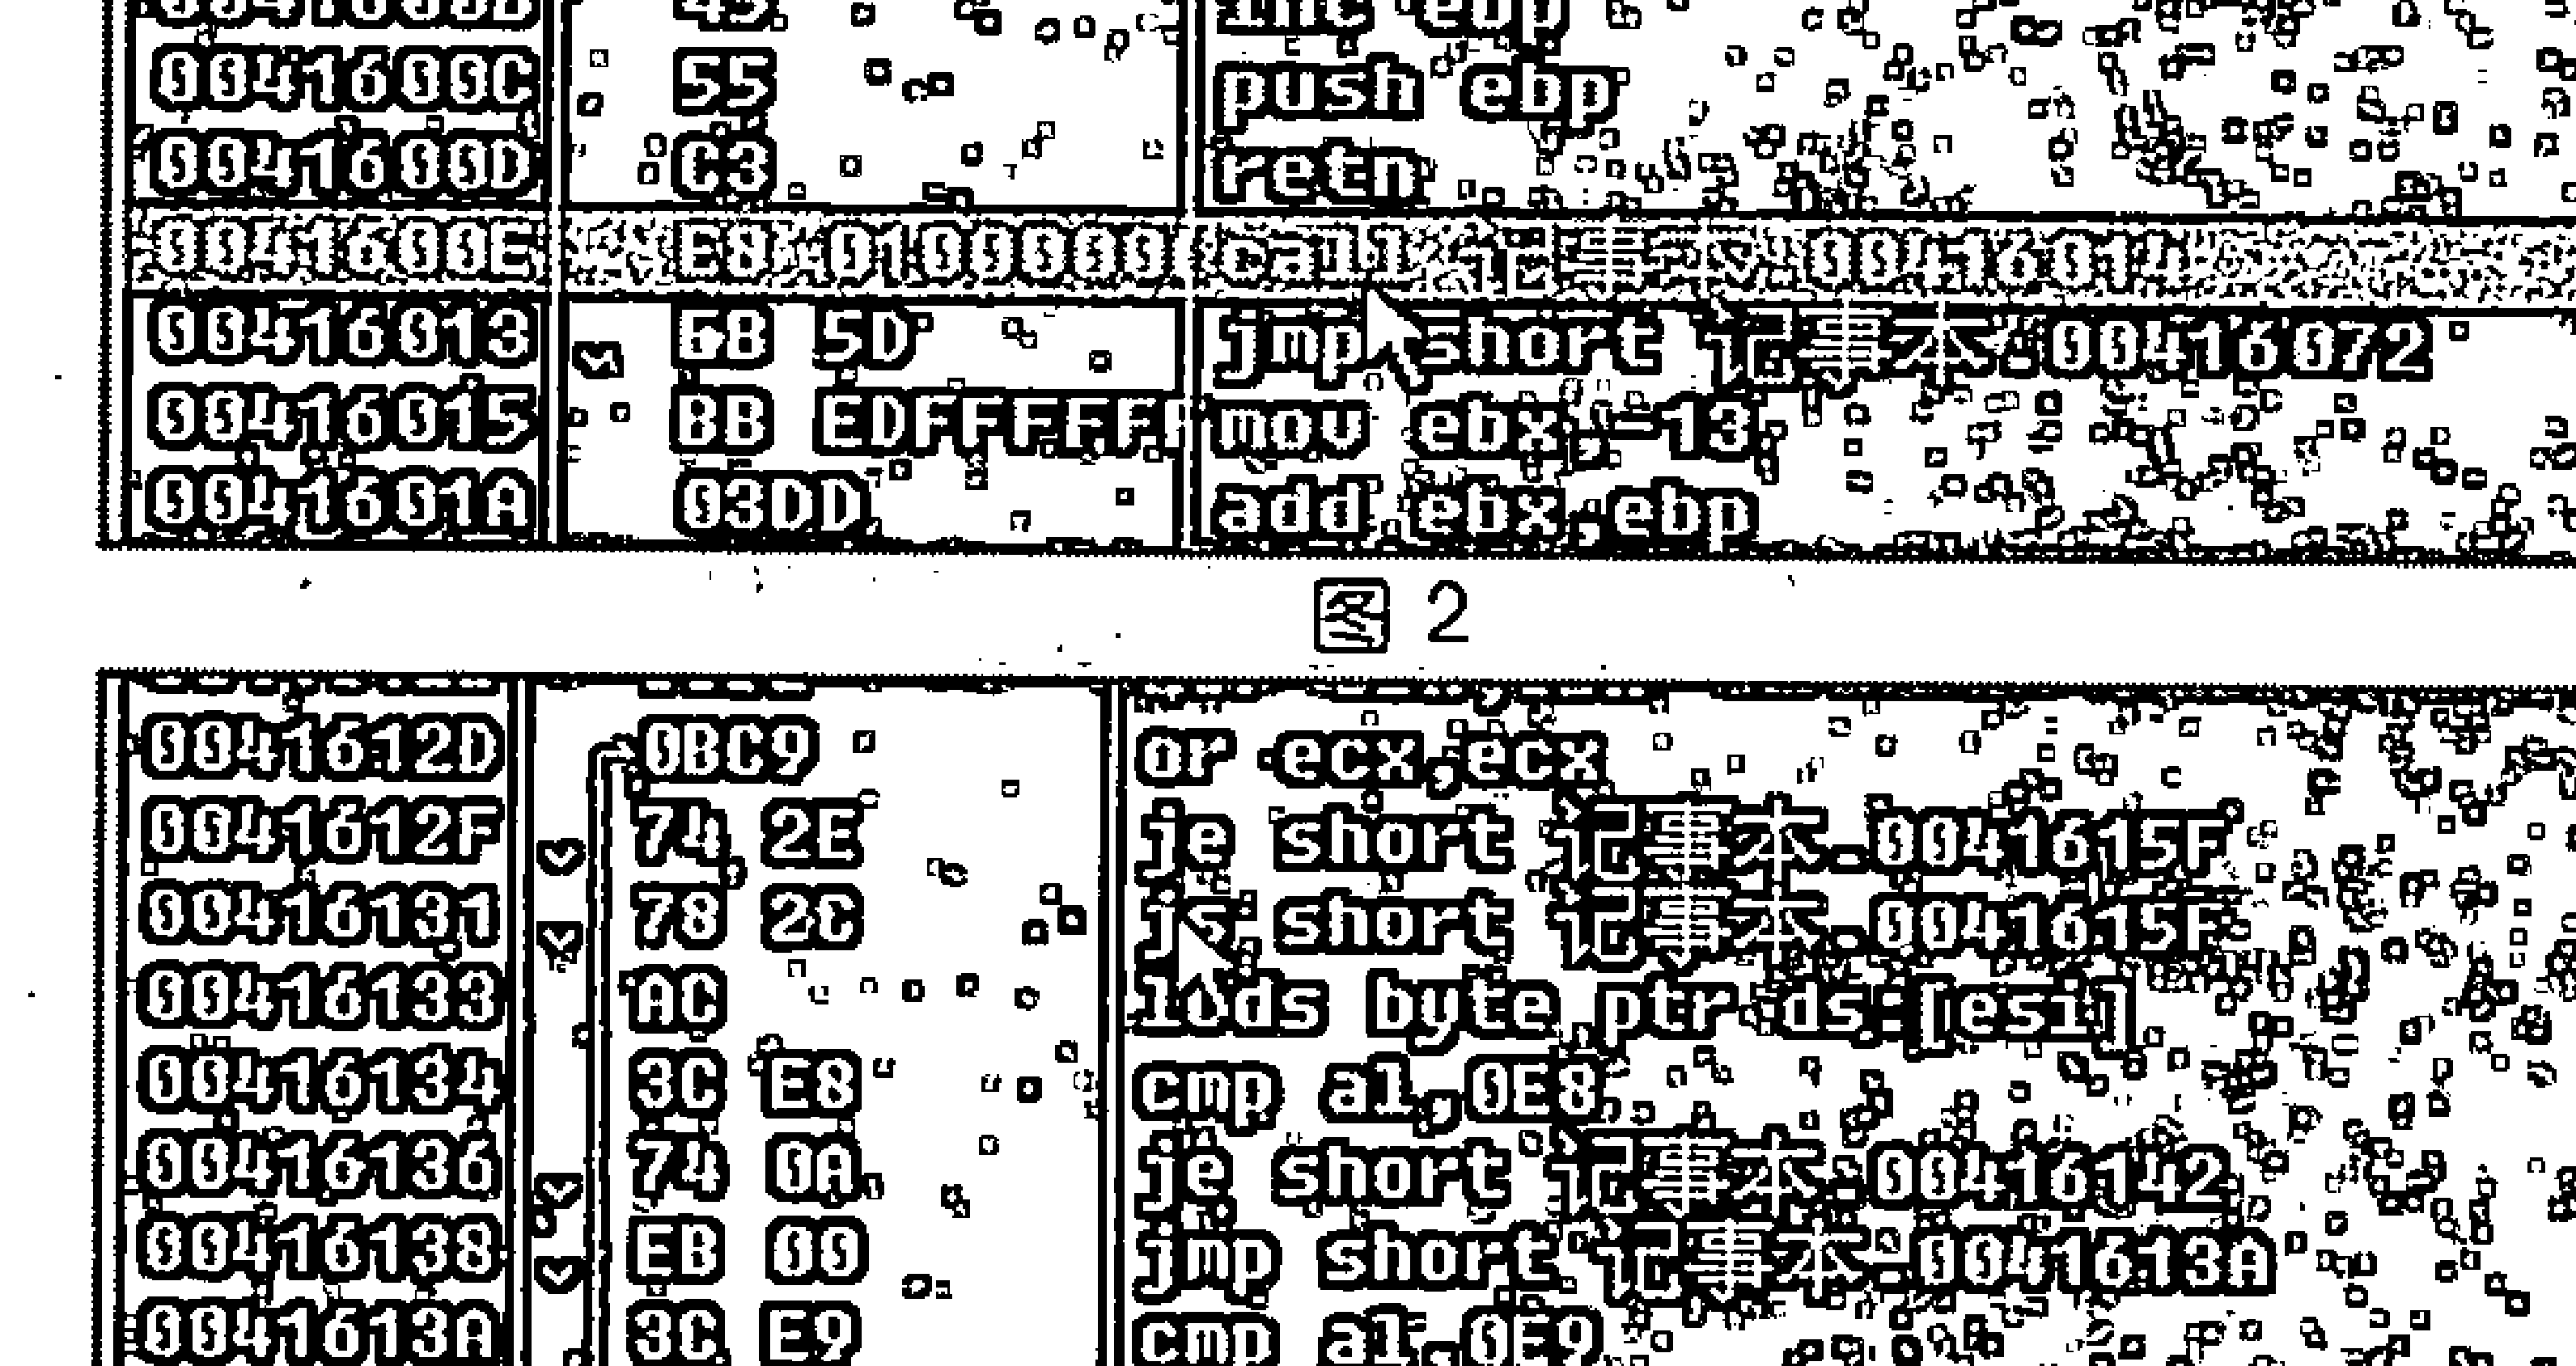 0041600B 45 inc ebp
0041600C 55 push ebp
0041600D C3 retn
0041600E E8 01000000 call 记事本.00416014
00416013 EB 5D jmp short 记事本.00416072
00416015 BB EDFFFFFF mov ebx,-13
0041601A 03DD add ebx,ebp
图 2
0041612D 0BC9 or ecx,ecx
0041612F 74 2E je short 记事本.0041615F
00416131 78 2C js short 记事本.0041615F
00416133 AC lods byte ptr ds:[esi]
00416134 3C E8 cmp al,0E8
00416136 74 0A je short 记事本.00416142
00416138 EB 00 jmp short 记事本.0041613A
0041613A 3C E9 cmp al,0E9